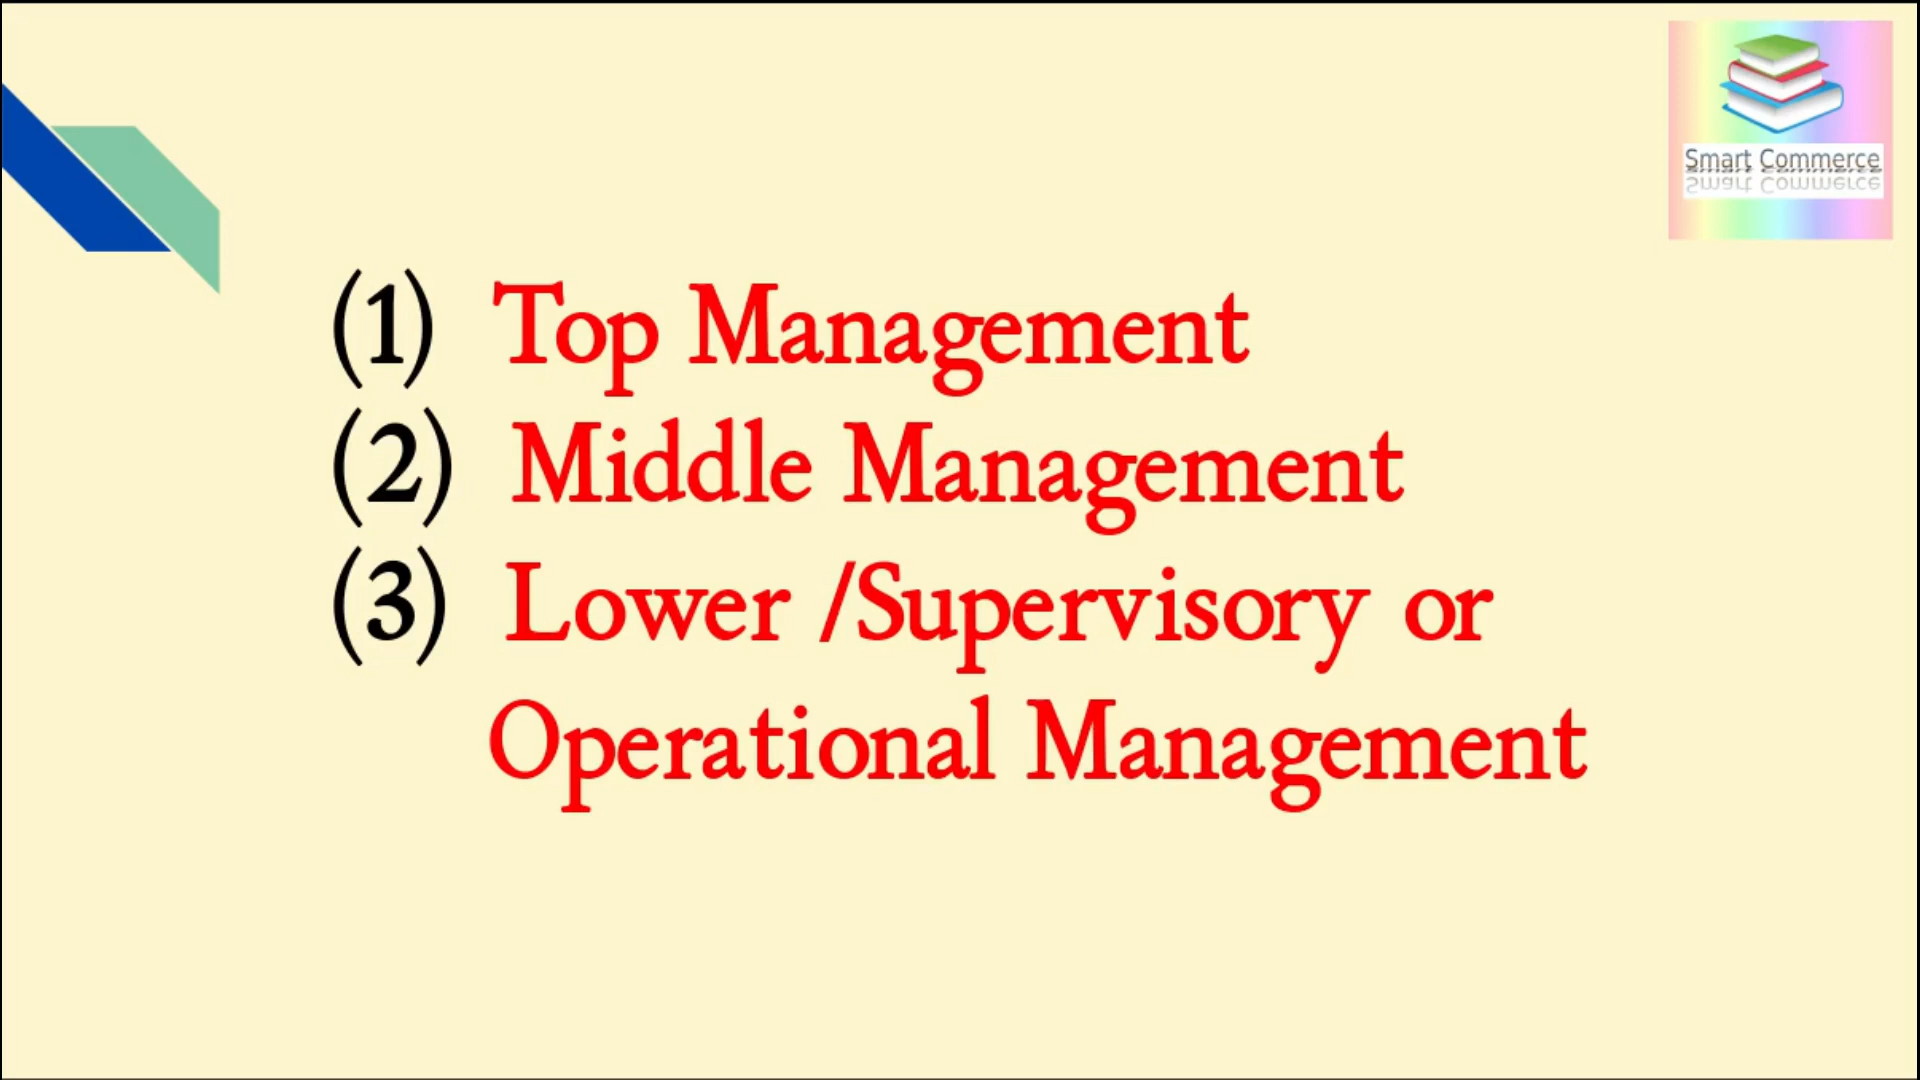 Smart Commerce
(1) Top Management
(2) Middle Management
(3) Lower /Supervisory or
Operational Management